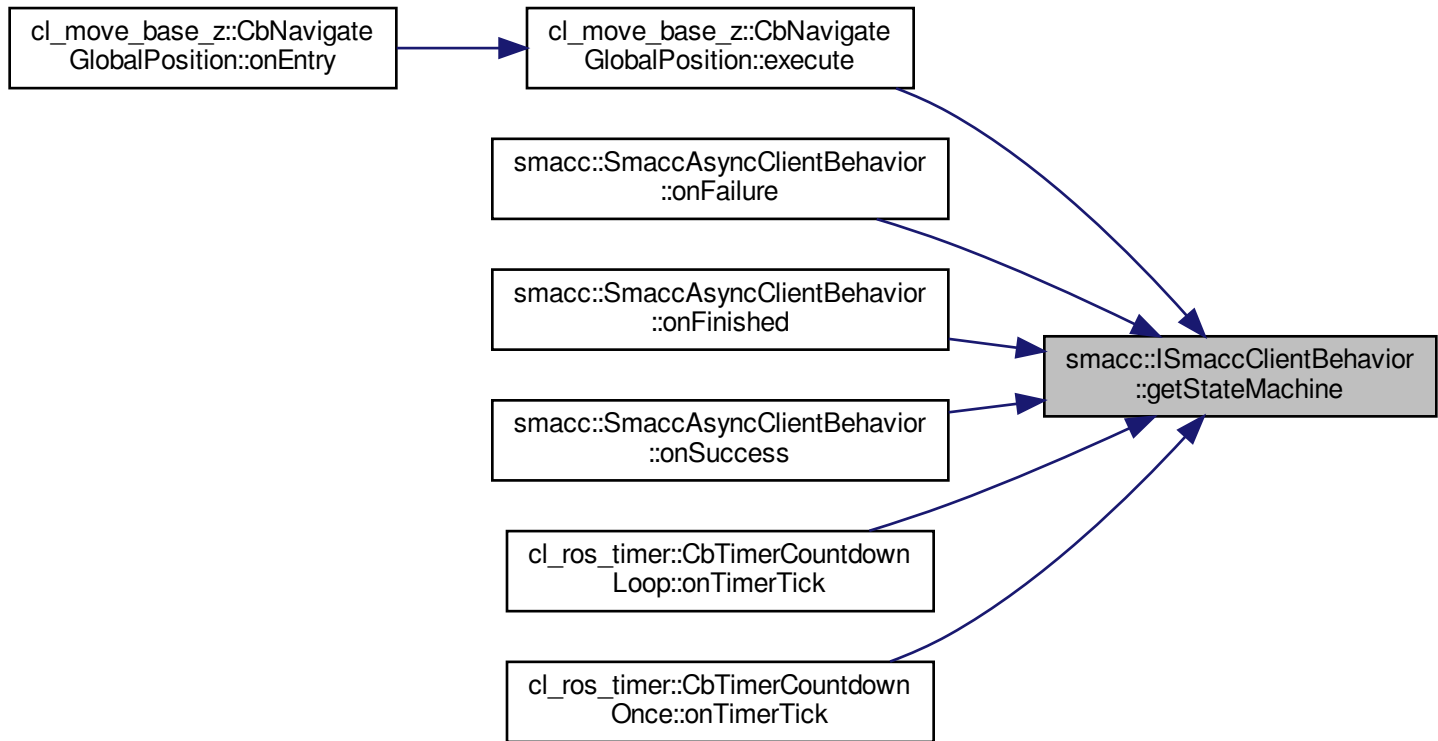 cl_move_base_z::CbNavigate
GlobalPosition::onEntry
cl_move_base_z::CbNavigate
GlobalPosition::execute
smacc::SmaccAsyncClientBehavior
::onFailure
smacc::SmaccAsyncClientBehavior
::onFinished
smacc::SmaccAsyncClientBehavior
::onSuccess
cl_ros_timer::CbTimerCountdown
Loop::onTimerTick
cl_ros_timer::CbTimerCountdown
Once::onTimerTick
smacc::ISmaccClientBehavior
::getStateMachine